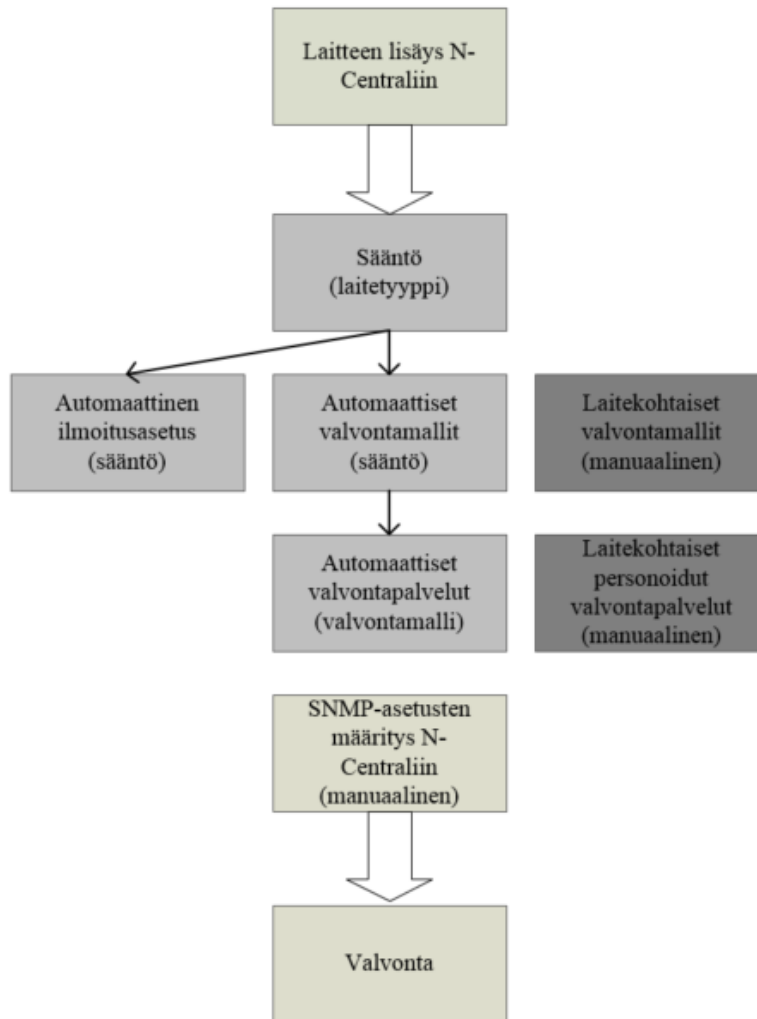 Laitteen lisäys N-
Centraliin
Sääntö
(laitetyyppi)
Automaattinen
ilmoitusasetus
(sääntö)
Automaattiset
valvontamallit
(sääntö)
Laitekohtaiset
valvontamallit
(manuaalinen)
Automaattiset
valvontapalvelut
(valvontamalli)
Laitekohtaiset
personoidut
valvontapalvelut
(manuaalinen)
SNMP-asetusten
määritys N-
Centraliin
(manuaalinen)
Valvonta